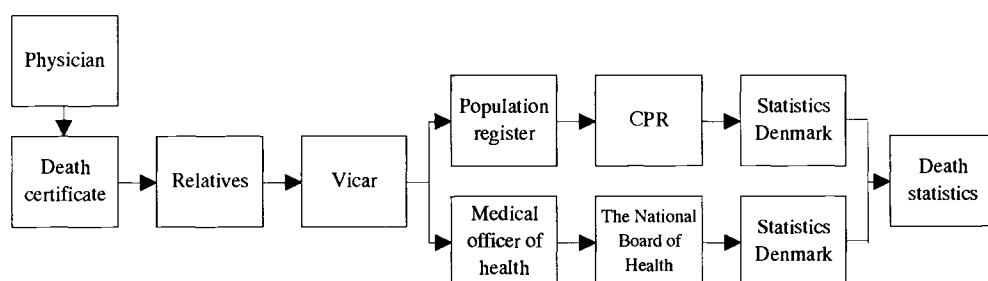 Physician
Death
certificate
Relatives
Vicar
Population
register
CPR
Statistics
Denmark
Medical
officer of
health
The National
Board of
Health
Statistics
Denmark
Death
statistics